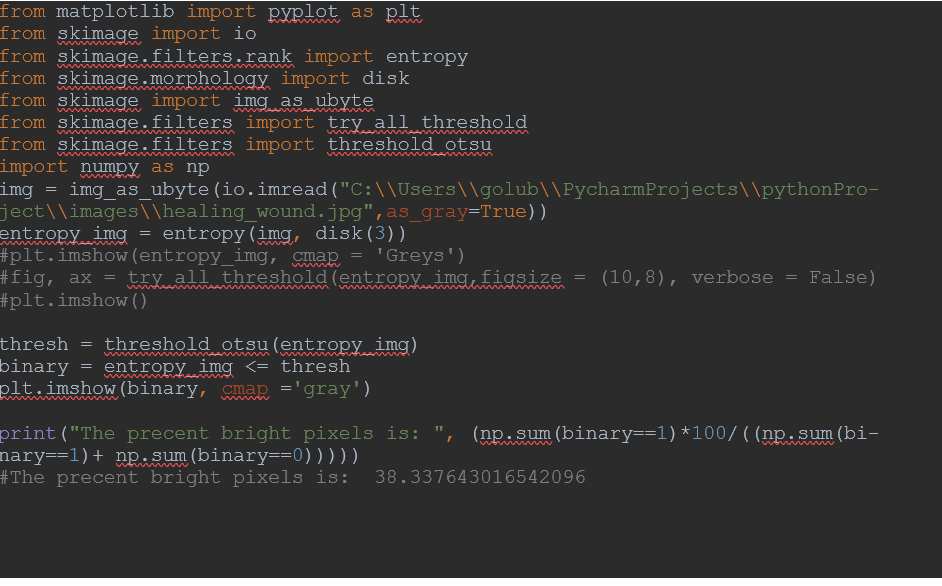 from matplotlib import pyplot as plt
from skimage import io
from skimage.filters.rank import entropy
from skimage.morphology import disk
from skimage import img_as_ubyte
from skimage.filters import try_all_threshold
from skimage.filters import threshold_otsu
import numpy as np
img = img_as_ubyte(io.imread("C:\\Users\\golub\\PycharmProjects\\pythonPro-
ject\\images\\healing_wound.jpg",as_gray=True))
entropy_img = entropy(img, disk(3))
#plt.imshow(entropy_img, cmap = 'Greys')
#fig, ax = try_all_threshold(entropy_img,figsize = (10,8), verbose = False)
#plt.imshow()
thresh = threshold_otsu(entropy_img)
binary = entropy_img <= thresh
plt.imshow(binary, cmap ='gray')
print("The precent bright pixels is: ", (np.sum(binary==1)*100/((np.sum(bi-
nary==1)+ np.sum(binary==0)))))
#The precent bright pixels is:  38.337643016542096